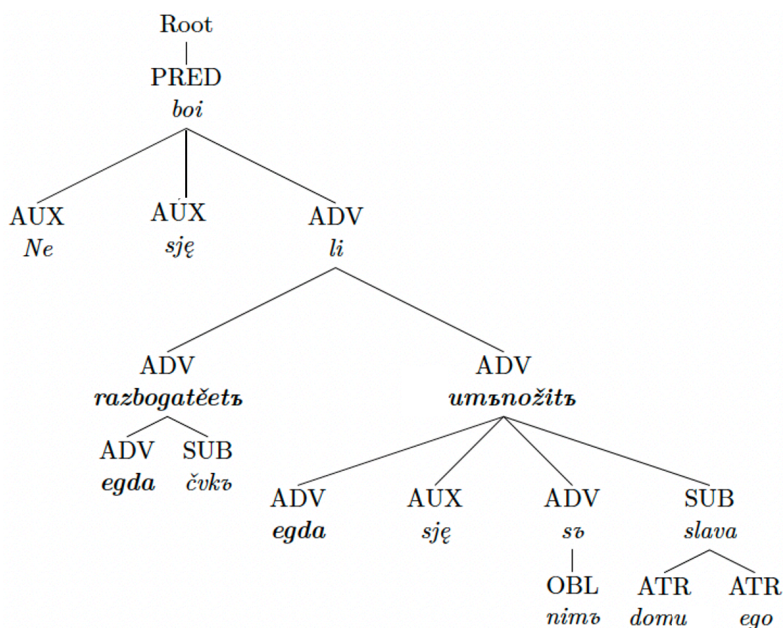 Root
PRED
boi
AUX AUX ADV
Ne sję li
ADV ADV
razbogatěetъ umъnožitъ
ADV SUB
egda čvkъ
ADV AUX ADV SUB
egda sję sъ slava
OBL ATR ATR
nimъ domu ego